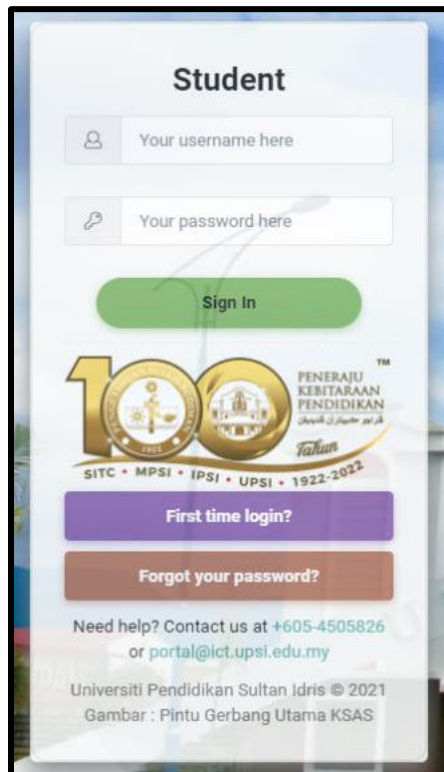 Student
Your username here
Your password here
Sign In
100
TM
PENERAJU
KEBITARAAN
PENDIDIKAN
Tahun
SITC • MPSI • IPSI • UPSI • 1922-2022
First time login?
Forgot your password?
Need help? Contact us at +605-4505826
or portal@ict.upsi.edu.my
Universiti Pendidikan Sultan Idris © 2021
Gambar : Pintu Gerbang Utama KSAS